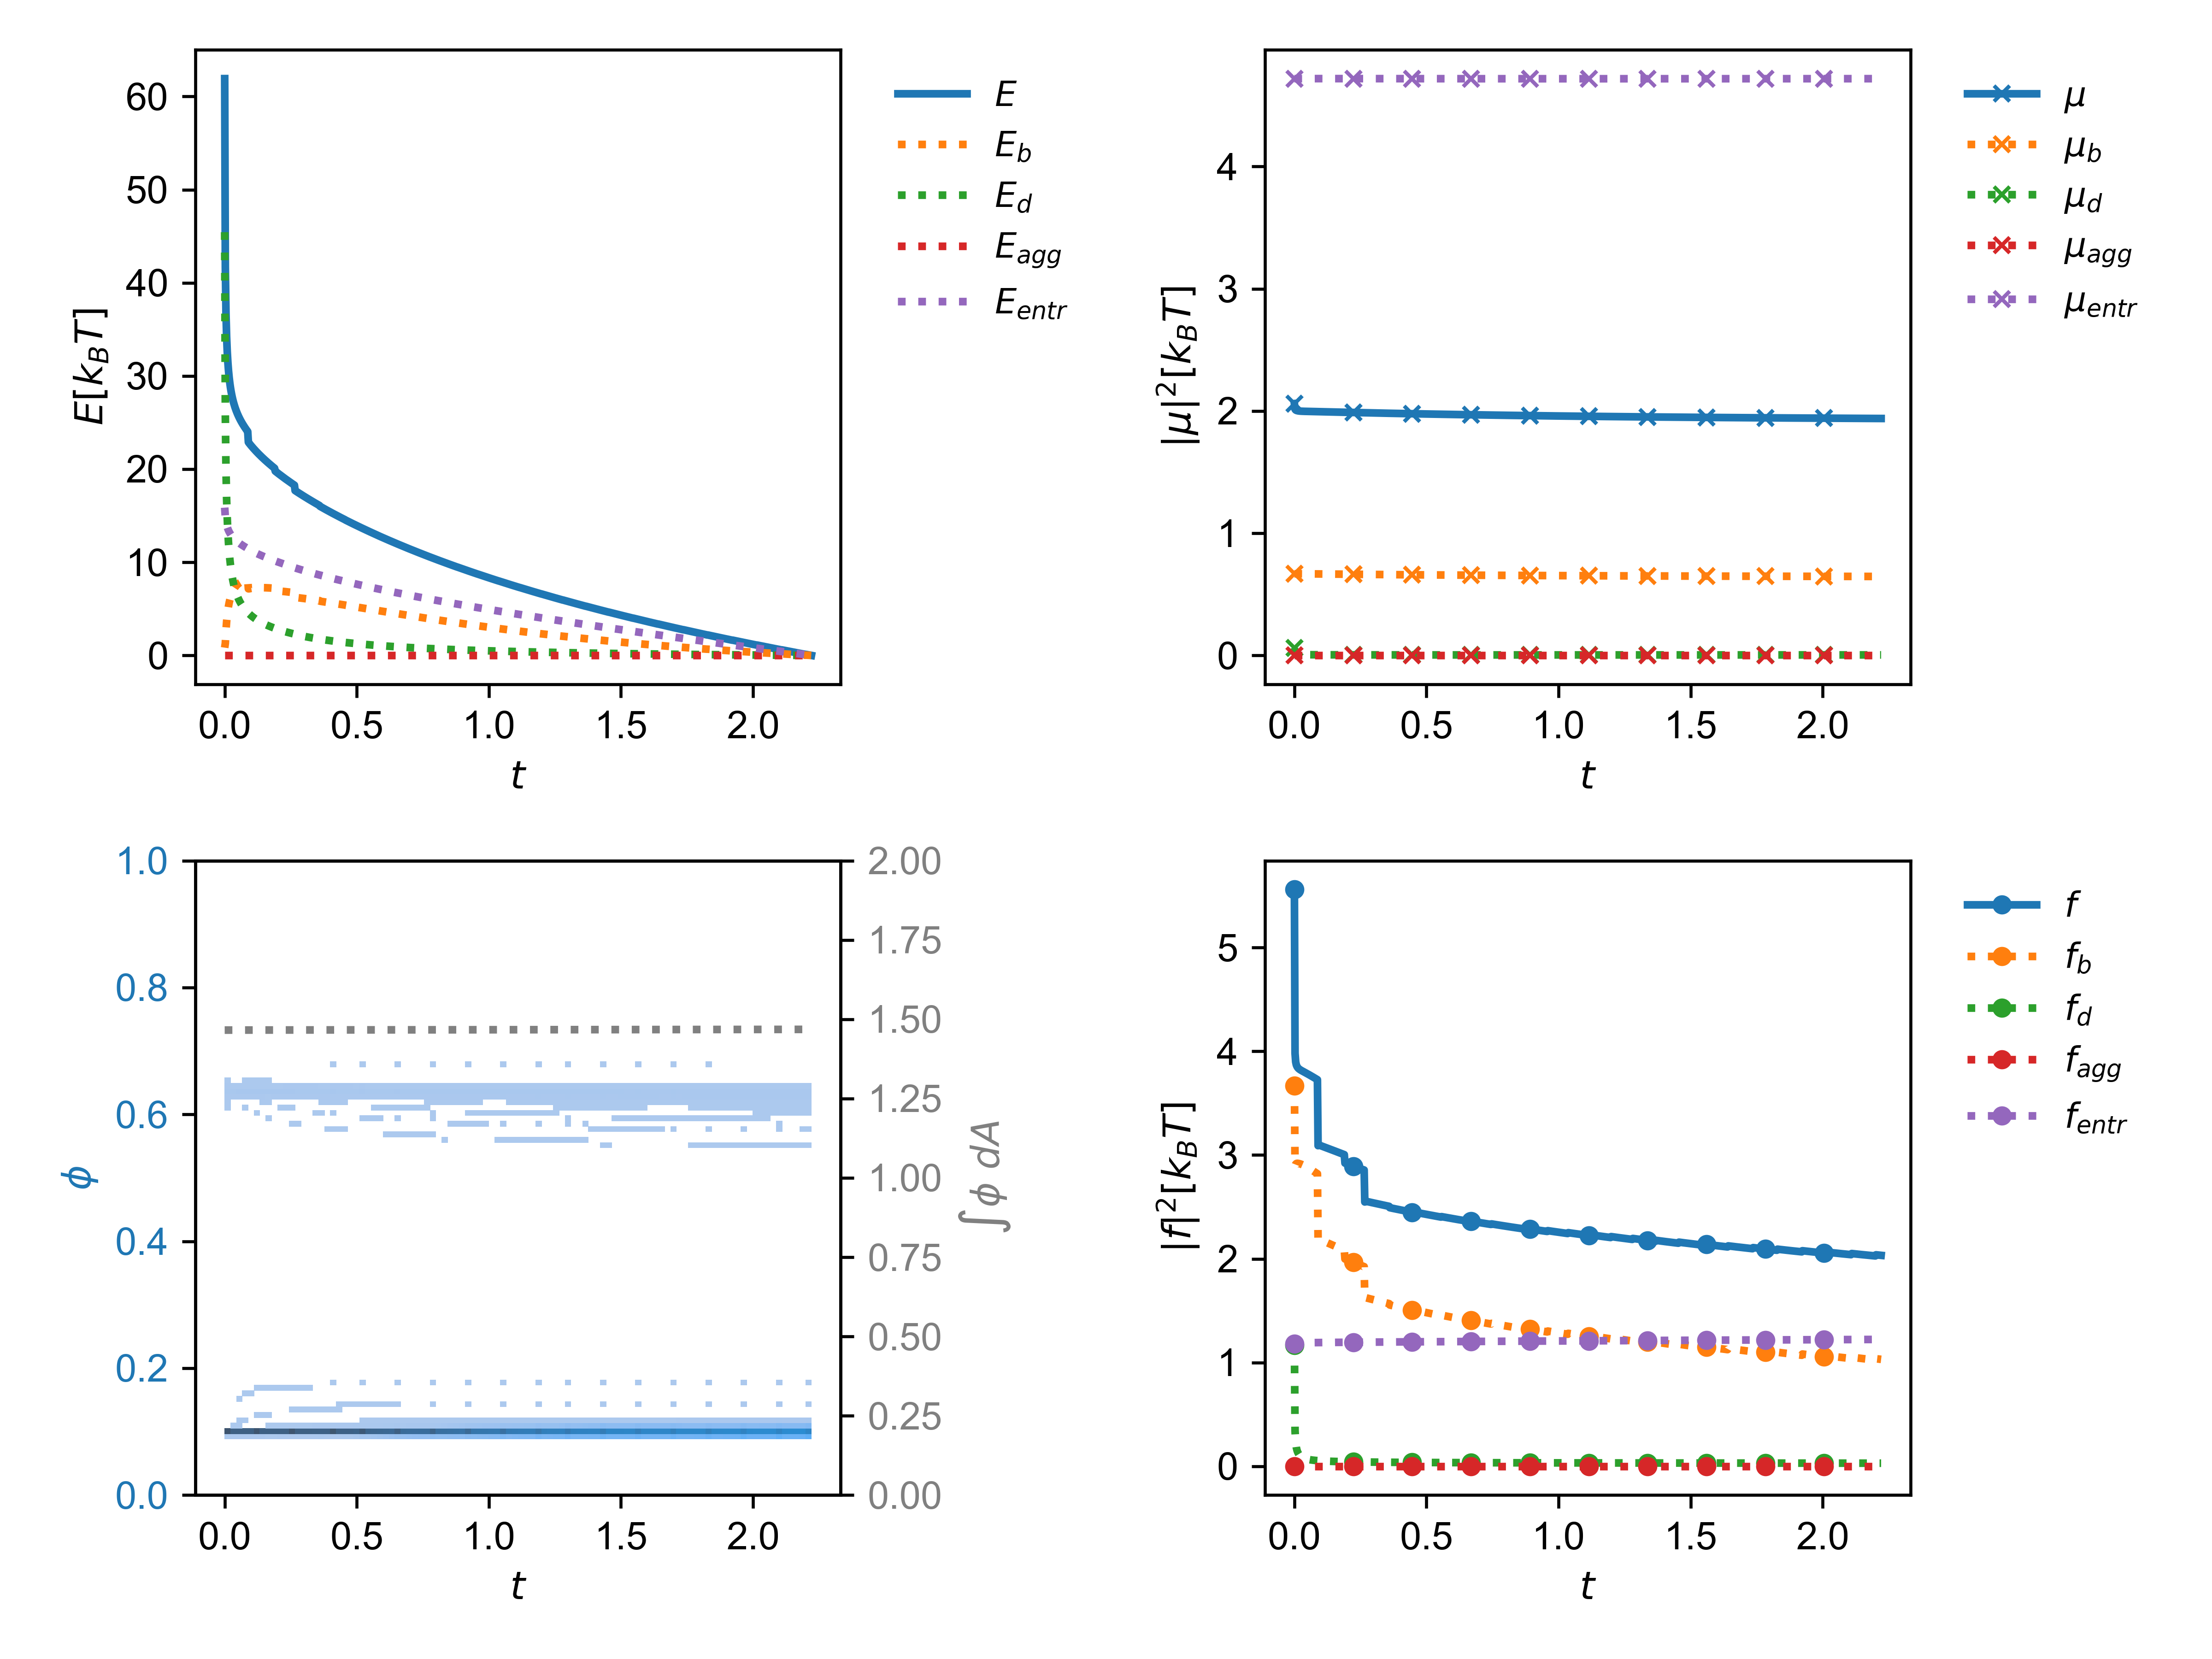 E[k_BT]
60
50
40
30
20
10
0
0.0 0.5 1.0 1.5 2.0
t
E
E_b
E_d
E_agg
E_entr
|μ|²[k_BT]
4
3
2
1
0
0.0 0.5 1.0 1.5 2.0
t
μ
μ_b
μ_d
μ_agg
μ_entr
ϕ
1.0
0.8
0.6
0.4
0.2
0.0
0.0 0.5 1.0 1.5 2.0
t
2.00
1.75
1.50
1.25
1.00
0.75
0.50
0.25
0.00
∫ ϕ dA
|f|²[k_BT]
5
4
3
2
1
0
0.0 0.5 1.0 1.5 2.0
t
f
f_b
f_d
f_agg
f_entr